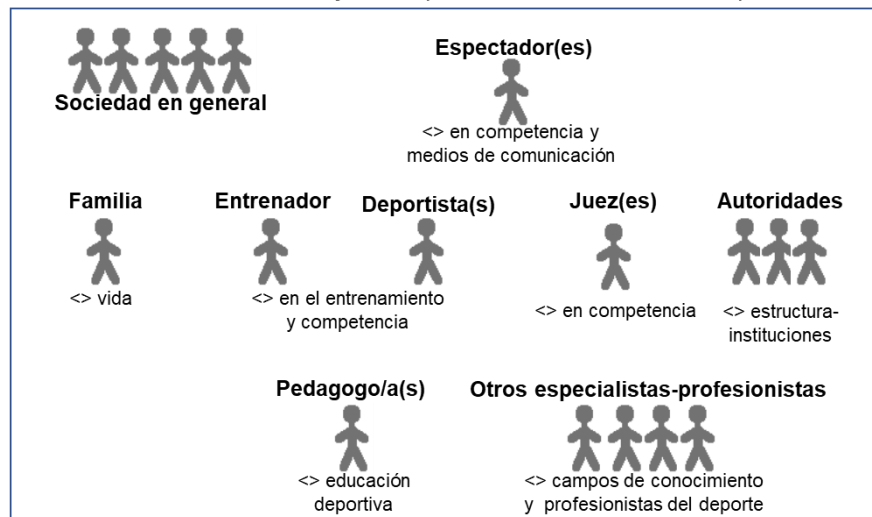 Espectador(es)
Sociedad en general
<> en competencia y
medios de comunicación
Familia
<> vida
Entrenador
Deportista(s)
<> en el entrenamiento
y competencia
Juez(es)
<> en competencia
Autoridades
<> estructura-
instituciones
Pedagogo/a(s)
<> educación
deportiva
Otros especialistas-profesionistas
<> campos de conocimiento
y profesionistas del deporte